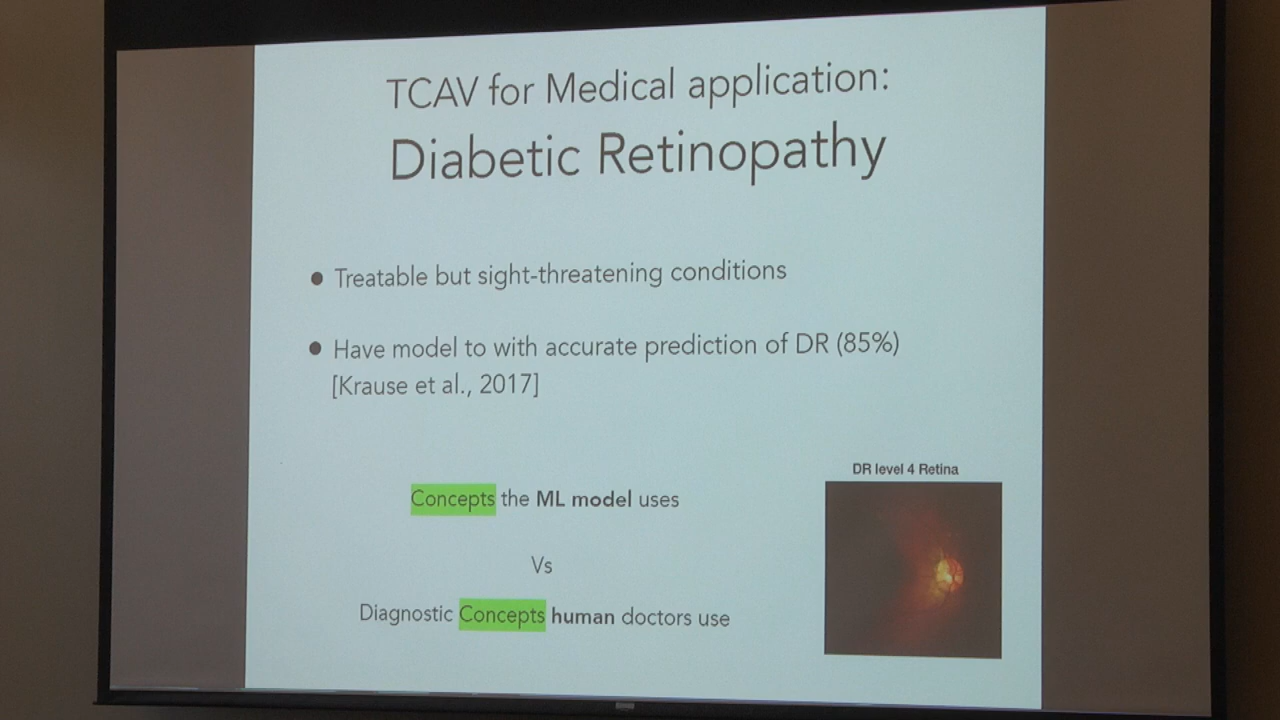 TCAV for Medical application:
Diabetic Retinopathy
● Treatable but sight-threatening conditions
● Have model to with accurate prediction of DR (85%)
[Krause et al., 2017]
DR level 4 Retina
Concepts the ML model uses
Vs
Diagnostic Concepts human doctors use